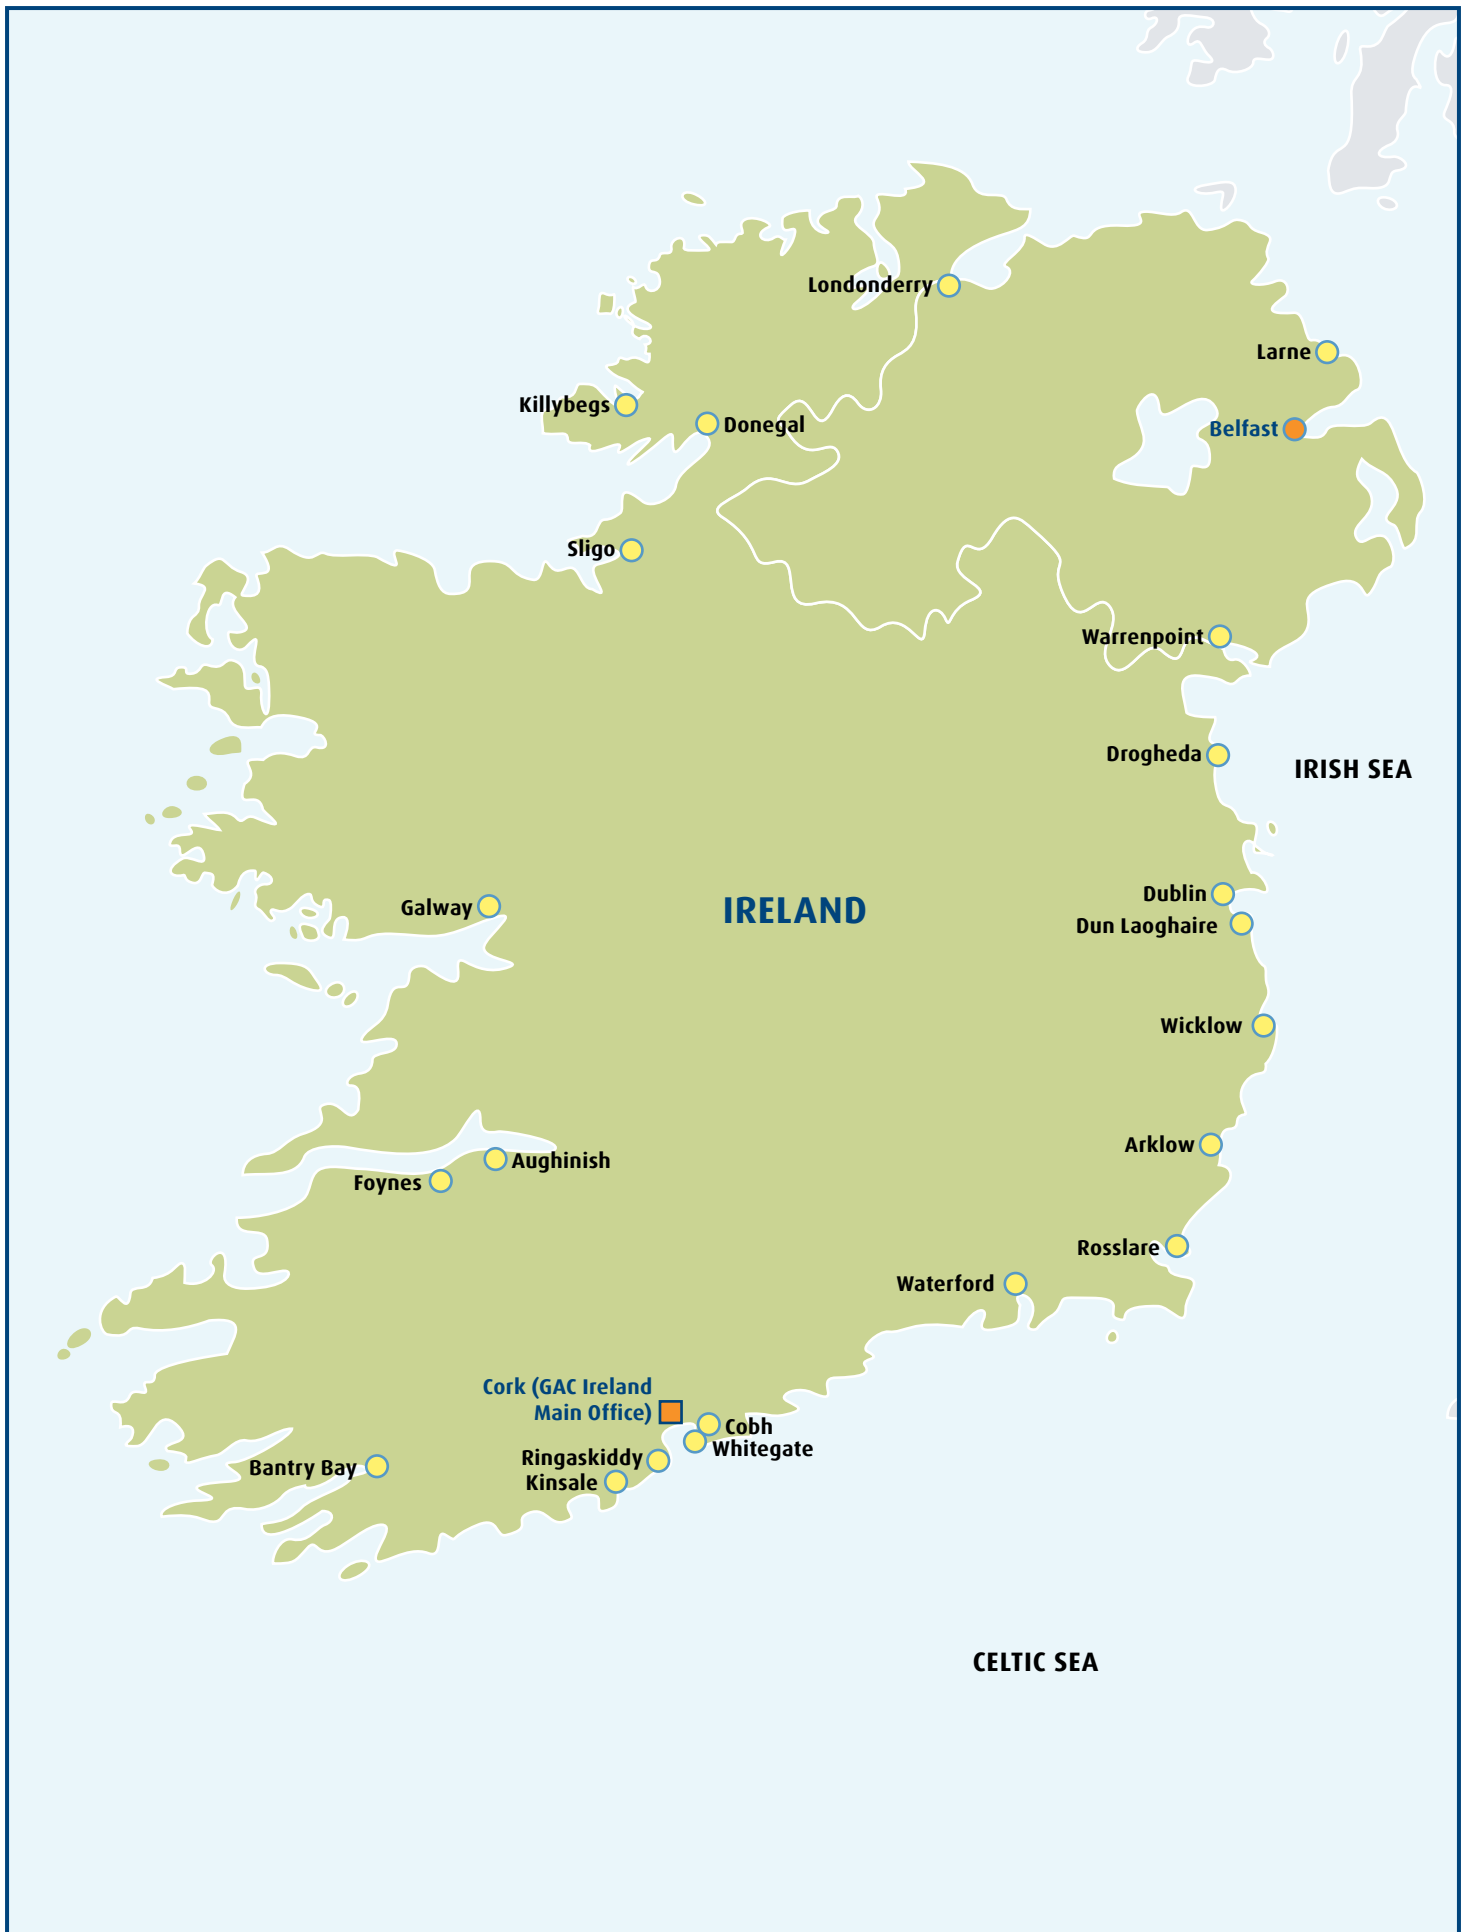 Londonderry
Larne
Killybegs
Donegal
Belfast
Sligo
Warrenpoint
Drogheda
IRISH SEA
Dublin
Galway
IRELAND
Dun Laoghaire
Wicklow
Arklow
Aughinish
Foynes
Rosslare
Waterford
Cork (GAC Ireland
Main Office)
Cobh
Whitegate
Ringaskiddy
Bantry Bay
Kinsale
CELTIC SEA